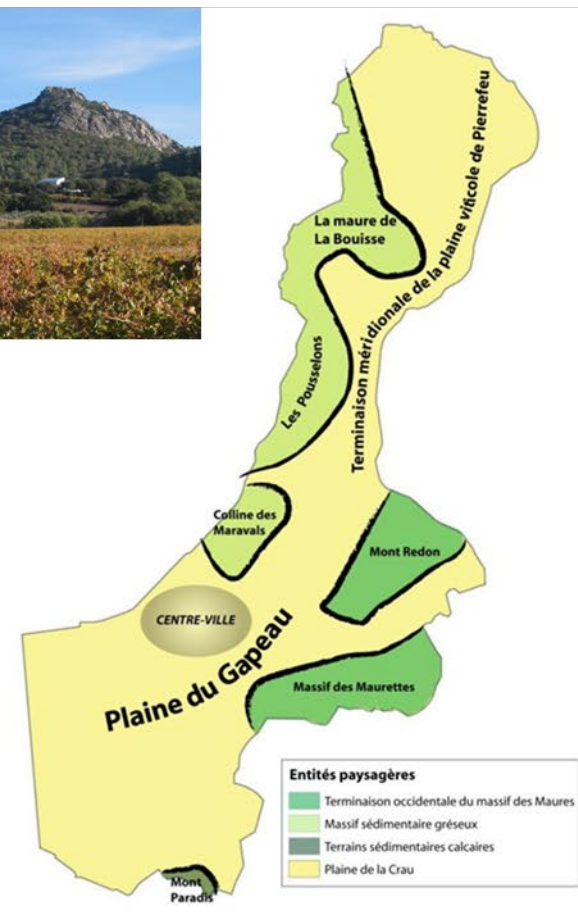 La maure de
La Bouisse
Terminaison méridionale de la plaine viticole de Pierrefeu
Les Pousselons
Colline des
Maravals
Mont Redon
CENTRE-VILLE
Plaine du Gapeau
Massif des Maurettes
Mont
Paradis
Entités paysagères
Terminaison occidentale du massif des Maures
Massif sédimentaire gréseux
Terrains sédimentaires calcaires
Plaine de la Crau